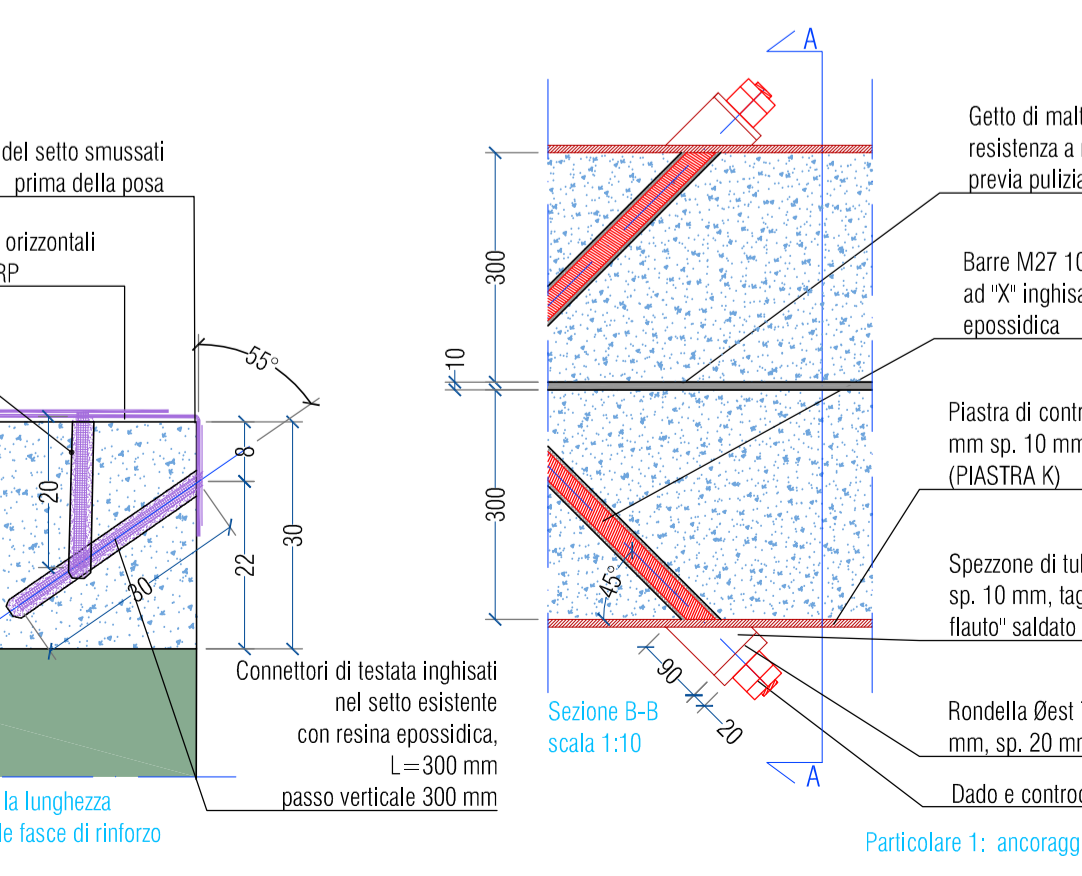 del setto smussati
prima della posa
orizzontali
RP
55°
8
20
30
22
30
Connettori di testata inghisati
nel setto esistente
con resina epossidica,
L=300 mm
passo verticale 300 mm
la lunghezza
le fasce di rinforzo
A
300
10
300
45°
90
20
A
Sezione B-B
scala 1:10
Getto di malt
resistenza a
previa pulizia
Barre M27 10
ad "X" inghisa
epossidica
Piastra di contr
mm sp. 10 mm
(PIASTRA K)
Spezzone di tub
sp. 10 mm, tag
flauto" saldato
Rondella Øest
mm, sp. 20 mm
Dado e controd
Particolare 1: ancoragg